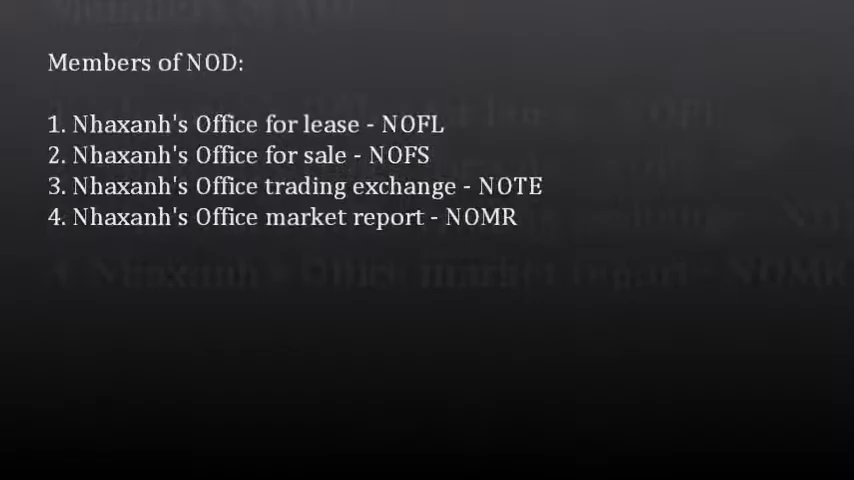 Members of NOD:
1. Nhaxanh's Office for lease - NOFL
2. Nhaxanh's Office for sale - NOFS
3. Nhaxanh's Office trading exchange - NOTE
4. Nhaxanh's Office market report - NOMR